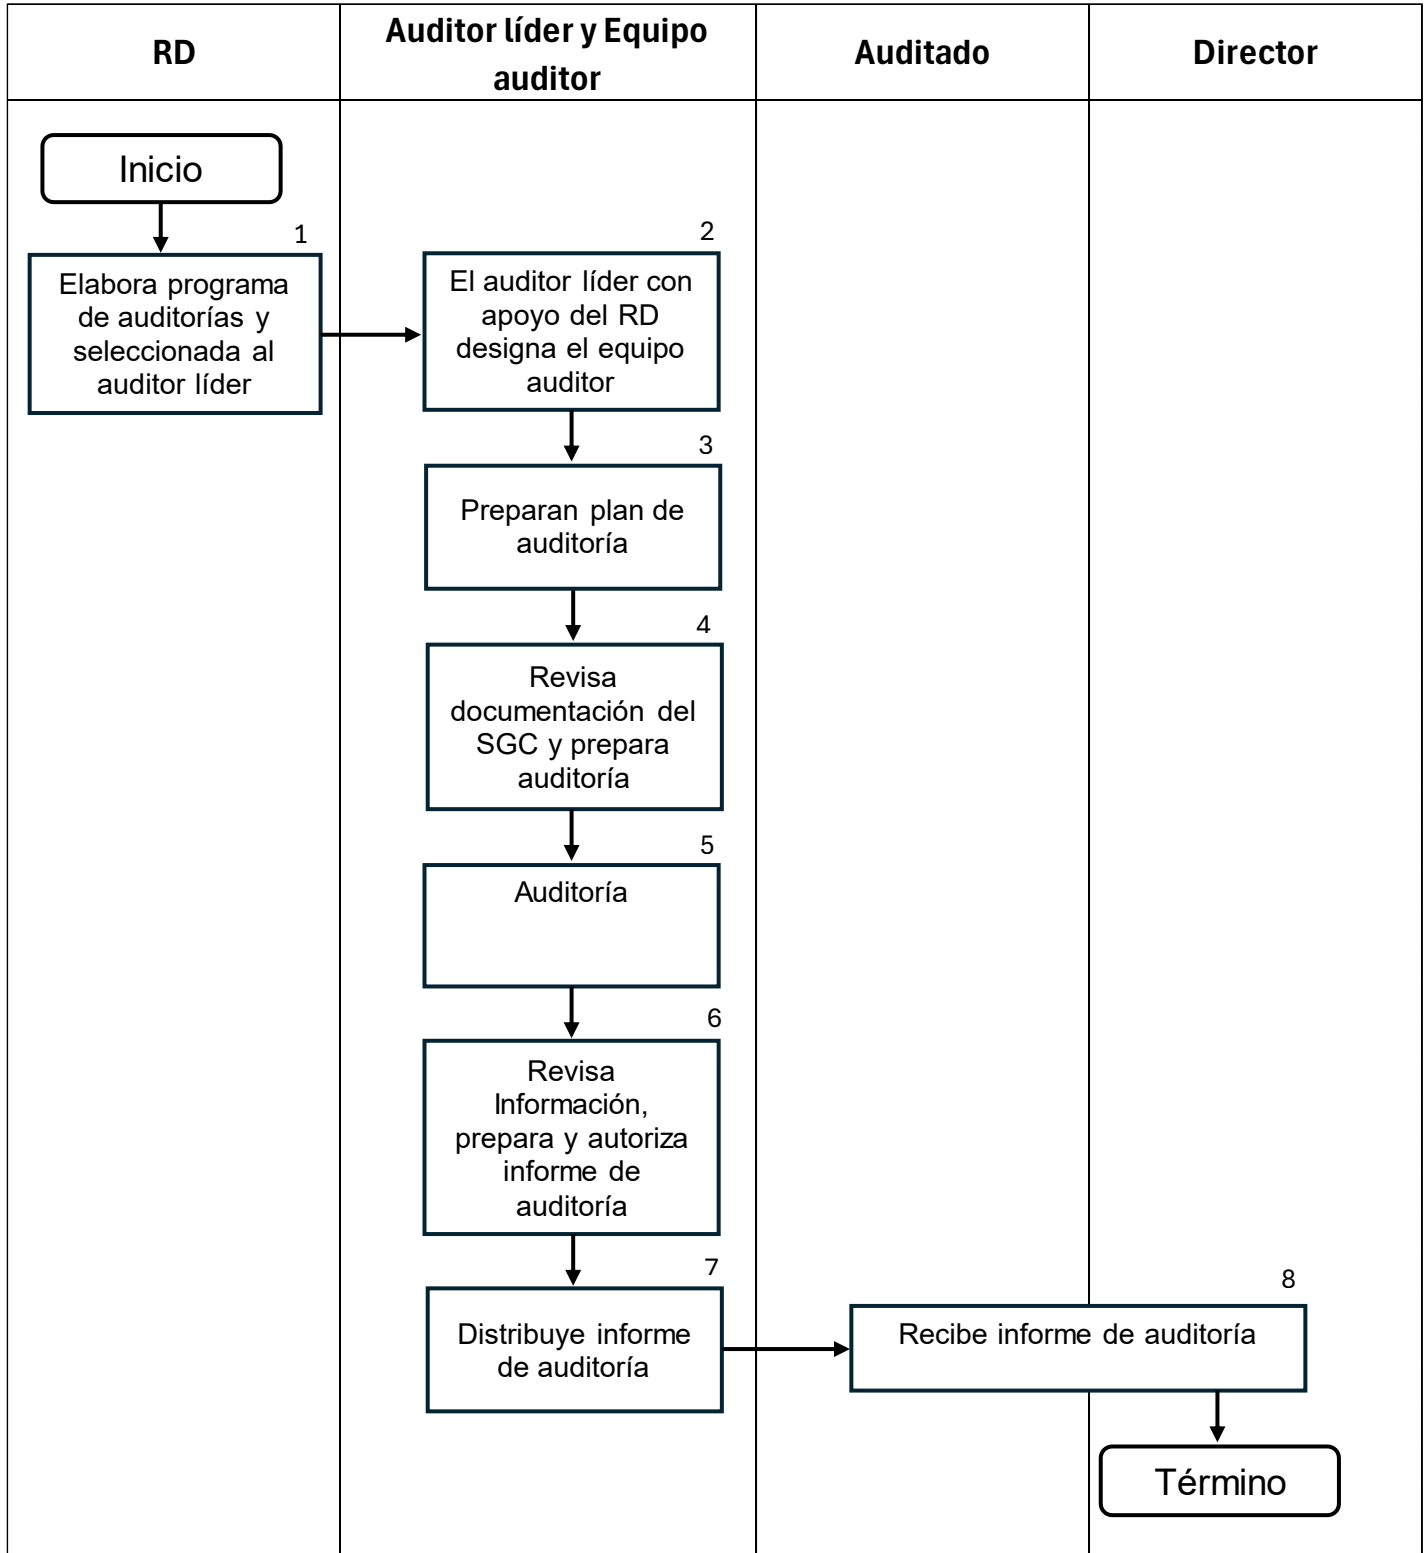 RD
Auditor líder y Equipo
auditor
Auditado
Director
Inicio
1
Elabora programa
de auditorías y
seleccionada al
auditor líder
2
El auditor líder con
apoyo del RD
designa el equipo
auditor
3
Preparan plan de
auditoría
4
Revisa
documentación del
SGC y prepara
auditoría
5
Auditoría
6
Revisa
Información,
prepara y autoriza
informe de
auditoría
7
Distribuye informe
de auditoría
8
Recibe informe de auditoría
Término